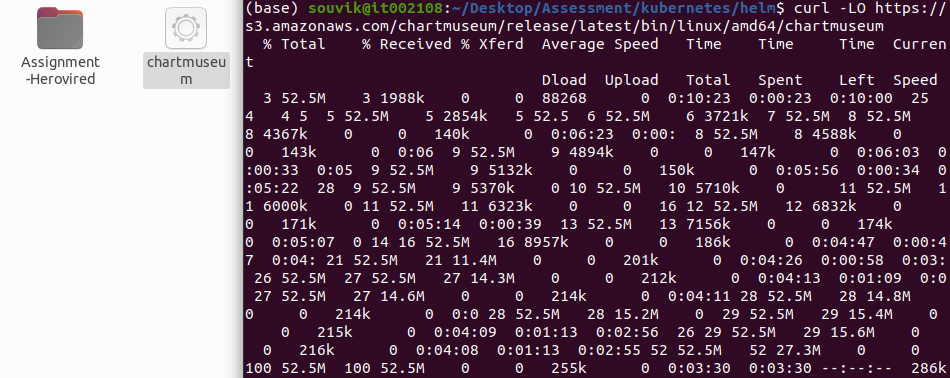 Assignment
-Herovired
chartmuseu
m
(base) souvik@it002108:~/Desktop/Assessment/kubernetes/helm$ curl -LO https://
s3.amazonaws.com/chartmuseum/release/latest/bin/linux/amd64/chartmuseum
  % Total    % Received % Xferd  Average Speed   Time    Time     Time  Curren
t
                                 Dload  Upload   Total   Spent    Left  Speed
  3 52.5M    3 1988k    0     0  88268      0  0:10:23  0:00:23  0:10:00  25
4   4 5  5 52.5M    5 2854k   5 52.5  6 52.5M    6 3721k  7 52.5M  8 52.5M
8 4367k    0     0   140k      0  0:06:23  0:00:  8 52.5M    8 4588k    0
0   143k      0  0:06  9 52.5M    9 4894k    0     0   147k      0  0:06:03  0
:00:33  0:05  9 52.5M    9 5132k    0     0   150k      0  0:05:56  0:00:34  0
:05:22  28  9 52.5M    9 5370k    0 10 52.5M   10 5710k    0      11 52.5M   1
1 6000k    0 11 52.5M   11 6323k    0     0   16 12 52.5M   12 6832k    0
0   171k      0  0:05:14  0:00:39  13 52.5M   13 7156k    0     0   174k
0  0:05:07  0 14 16 52.5M   16 8957k    0     0   186k      0  0:04:47  0:00:4
7  0:04: 21 52.5M   21 11.4M    0     0   201k      0  0:04:26  0:00:58  0:03:
 26 52.5M  27 52.5M   27 14.3M    0     0   212k      0  0:04:13  0:01:09  0:0
 27 52.5M   27 14.6M    0     0   214k      0  0:04:11 28 52.5M   28 14.8M
0     0   214k      0  0:0 28 52.5M   28 15.2M    0  29 52.5M   29 15.4M    0
    0   215k      0  0:04:09  0:01:13  0:02:56  26 29 52.5M   29 15.6M    0
  0   216k      0  0:04:08  0:01:13  0:02:55 52 52.5M   52 27.3M    0     0
100 52.5M  100 52.5M    0     0   255k      0  0:03:30  0:03:30 --:--:--  286k